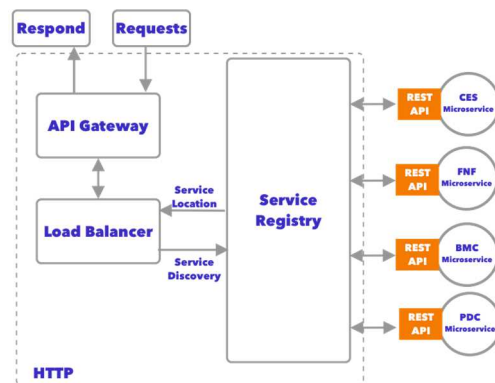 Respond
Requests
API Gateway
Load Balancer
Service
Location
Service
Discovery
Service
Registry
REST
API
CES
Microservice
REST
API
FNF
Microservice
REST
API
BMC
Microservice
REST
API
PDC
Microservice
HTTP